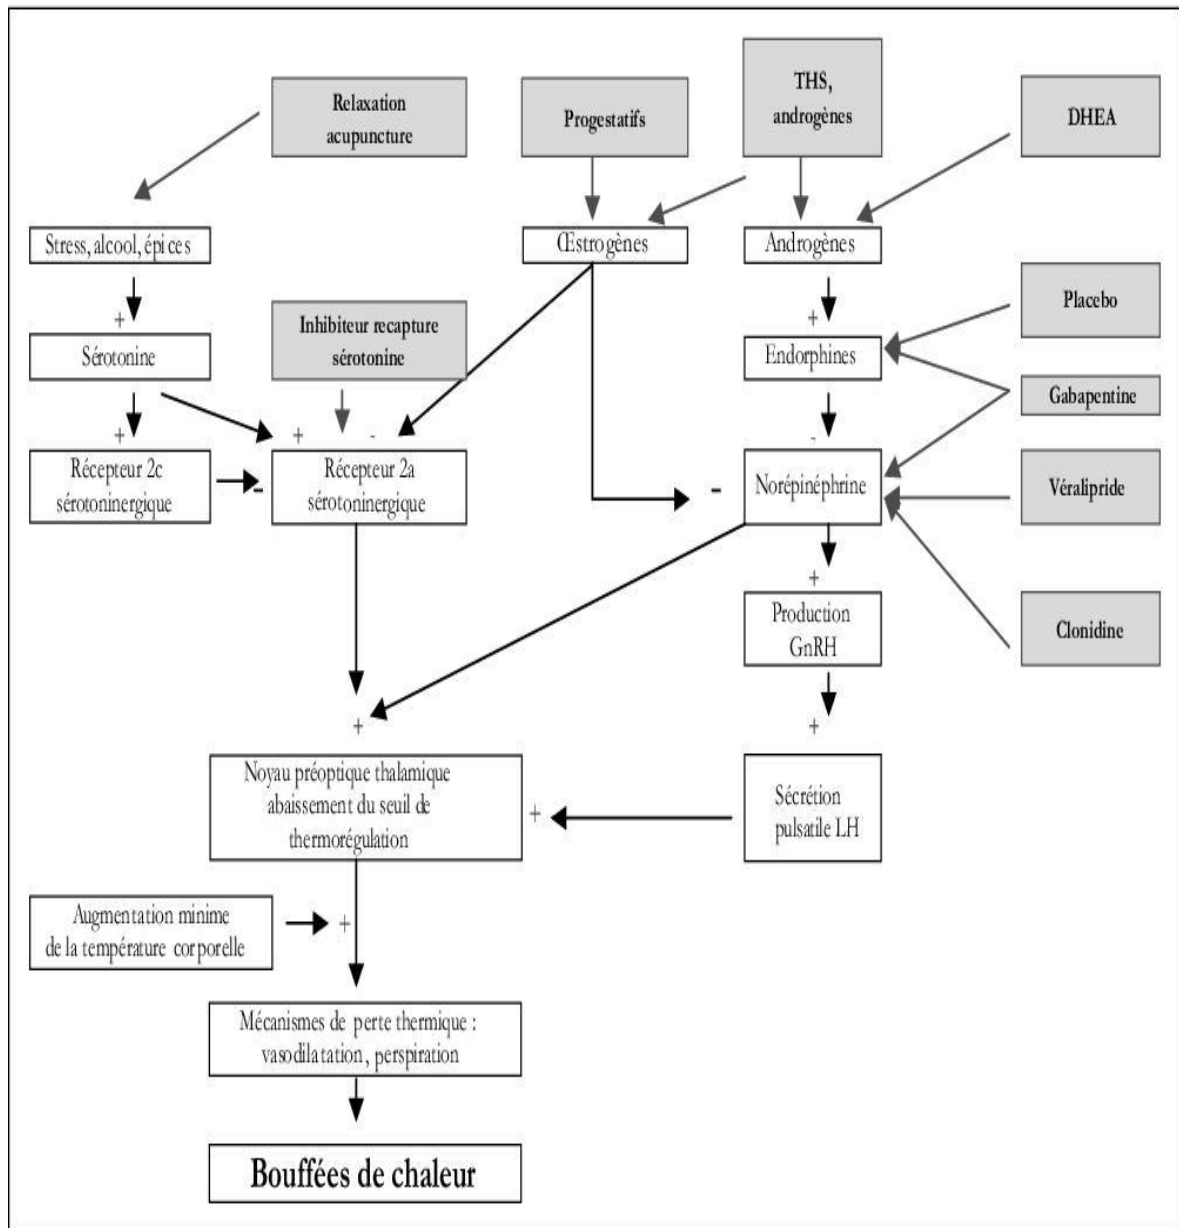 Relaxation
acupuncture
Progestatifs
THS,
androgènes
DHEA
Stress, alcool, épices
Œstrogènes
Androgènes
+
+
Placebo
Inhibiteur recapture
sérotonine
Sérotonine
Endorphines
Gabapentine
+
+ -
-
Récepteur 2c
sérotoninergique
-
Récepteur 2a
sérotoninergique
-
Norépinéphrine
Véralipride
+
Production
GnRH
Clonidine
+
+
Noyau préoptique thalamique
abaissement du seuil de
thermorégulation
+
Sécrétion
pulsatile LH
Augmentation minime
de la température corporelle
+
Mécanismes de perte thermique :
vasodilatation, perspiration
Bouffées de chaleur